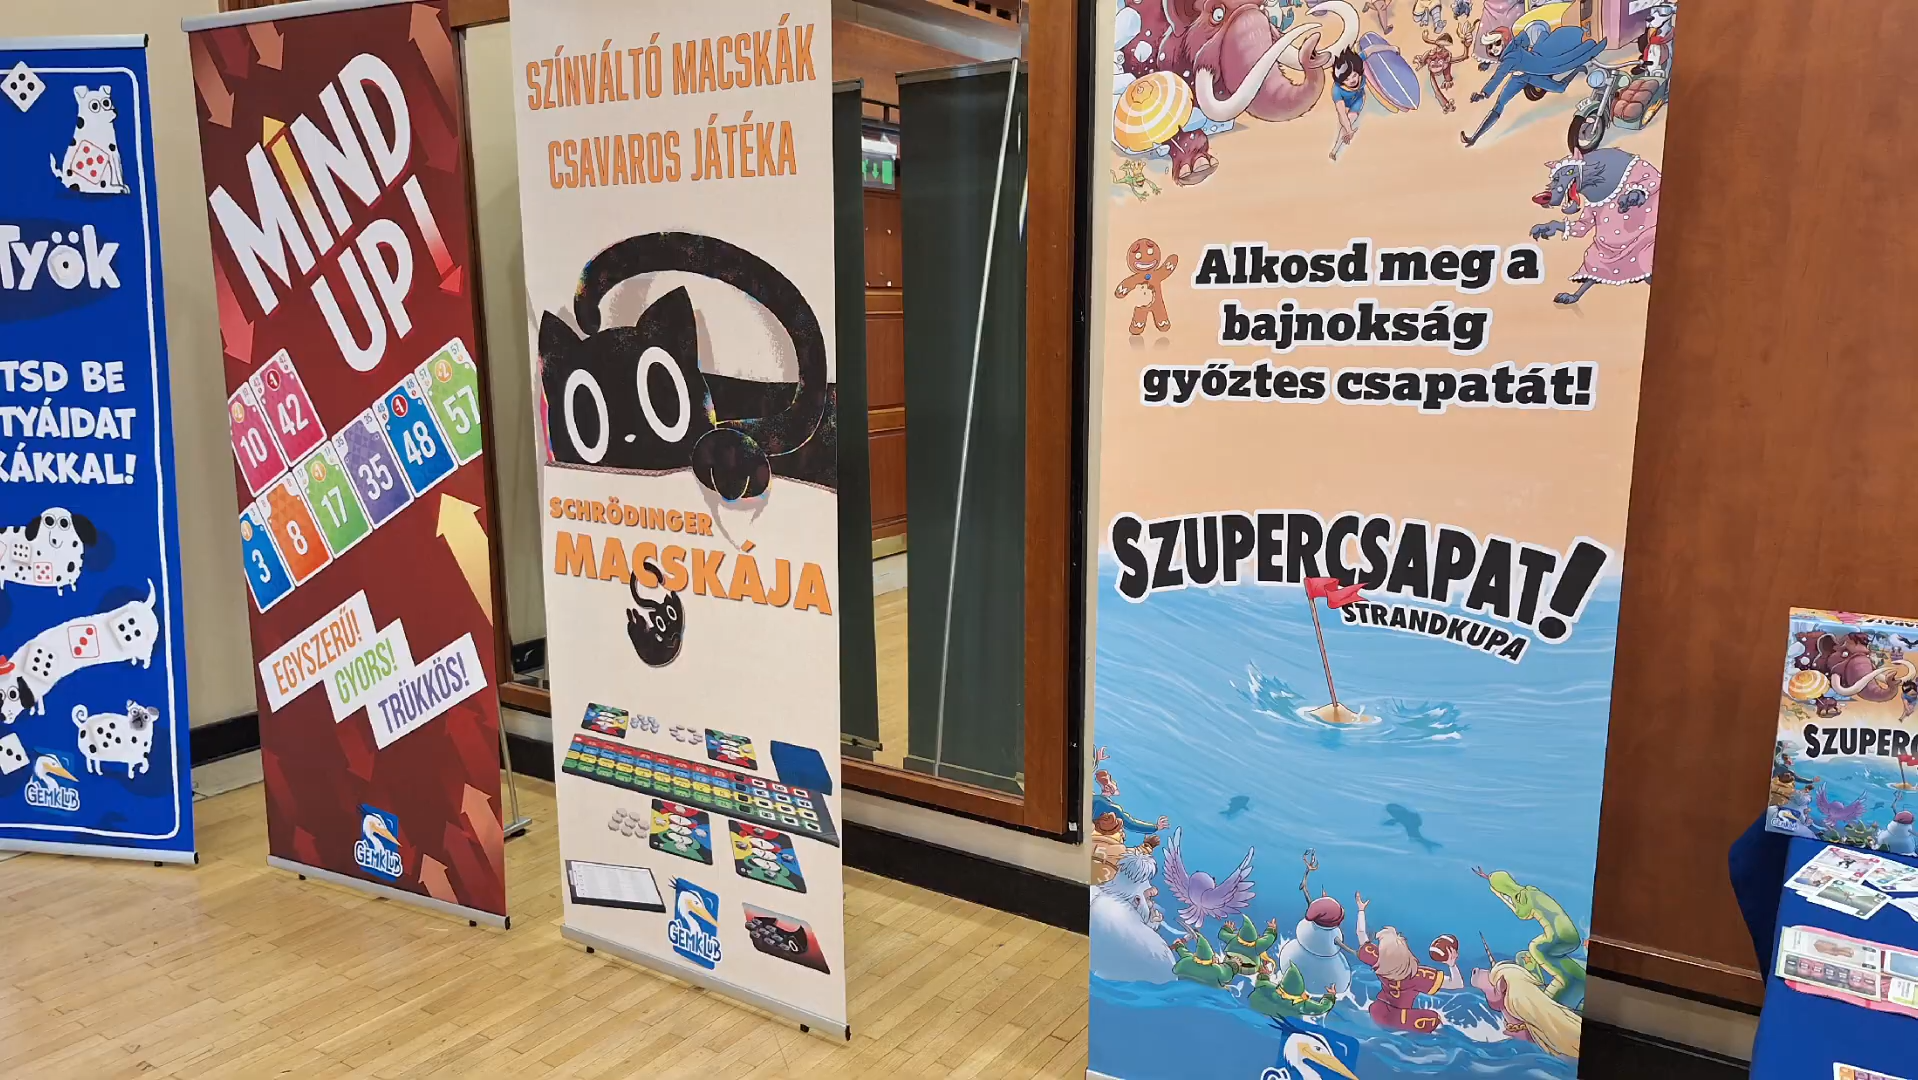 Työk
TSD BE
TYÁIDAT
KÁKKAL!
GÉMKLUB
MIND
UP!
10
42
3
8
17
35
48
57
EGYSZERŰ!
GYORS!
TRÜKKÖS!
GÉMKLUB
SZÍNVÁLTÓ MACSKÁK
CSAVAROS JÁTÉKA
SCHRÖDINGER
MACSKÁJA
GÉMKLUB
Alkosd meg a
bajnokság
győztes csapatát!
SZUPERCSAPAT!
STRANDKUPA
SZUPERC